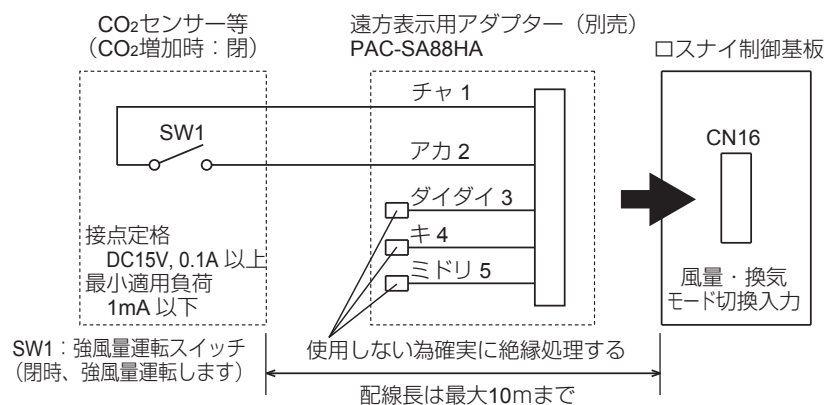 CO₂センサー等
（CO₂増加時：閉）
遠方表示用アダプター（別売）
PAC-SA88HA
ロスナイ制御基板
チャ 1
SW1
アカ 2
CN16
ダイダイ 3
キ 4
ミドリ 5
接点定格
DC15V, 0.1A 以上
最小適用負荷
1mA 以下
風量・換気
モード切換入力
SW1：強風量運転スイッチ
（閉時、強風量運転します）
使用しない為確実に絶縁処理する
配線長は最大10mまで